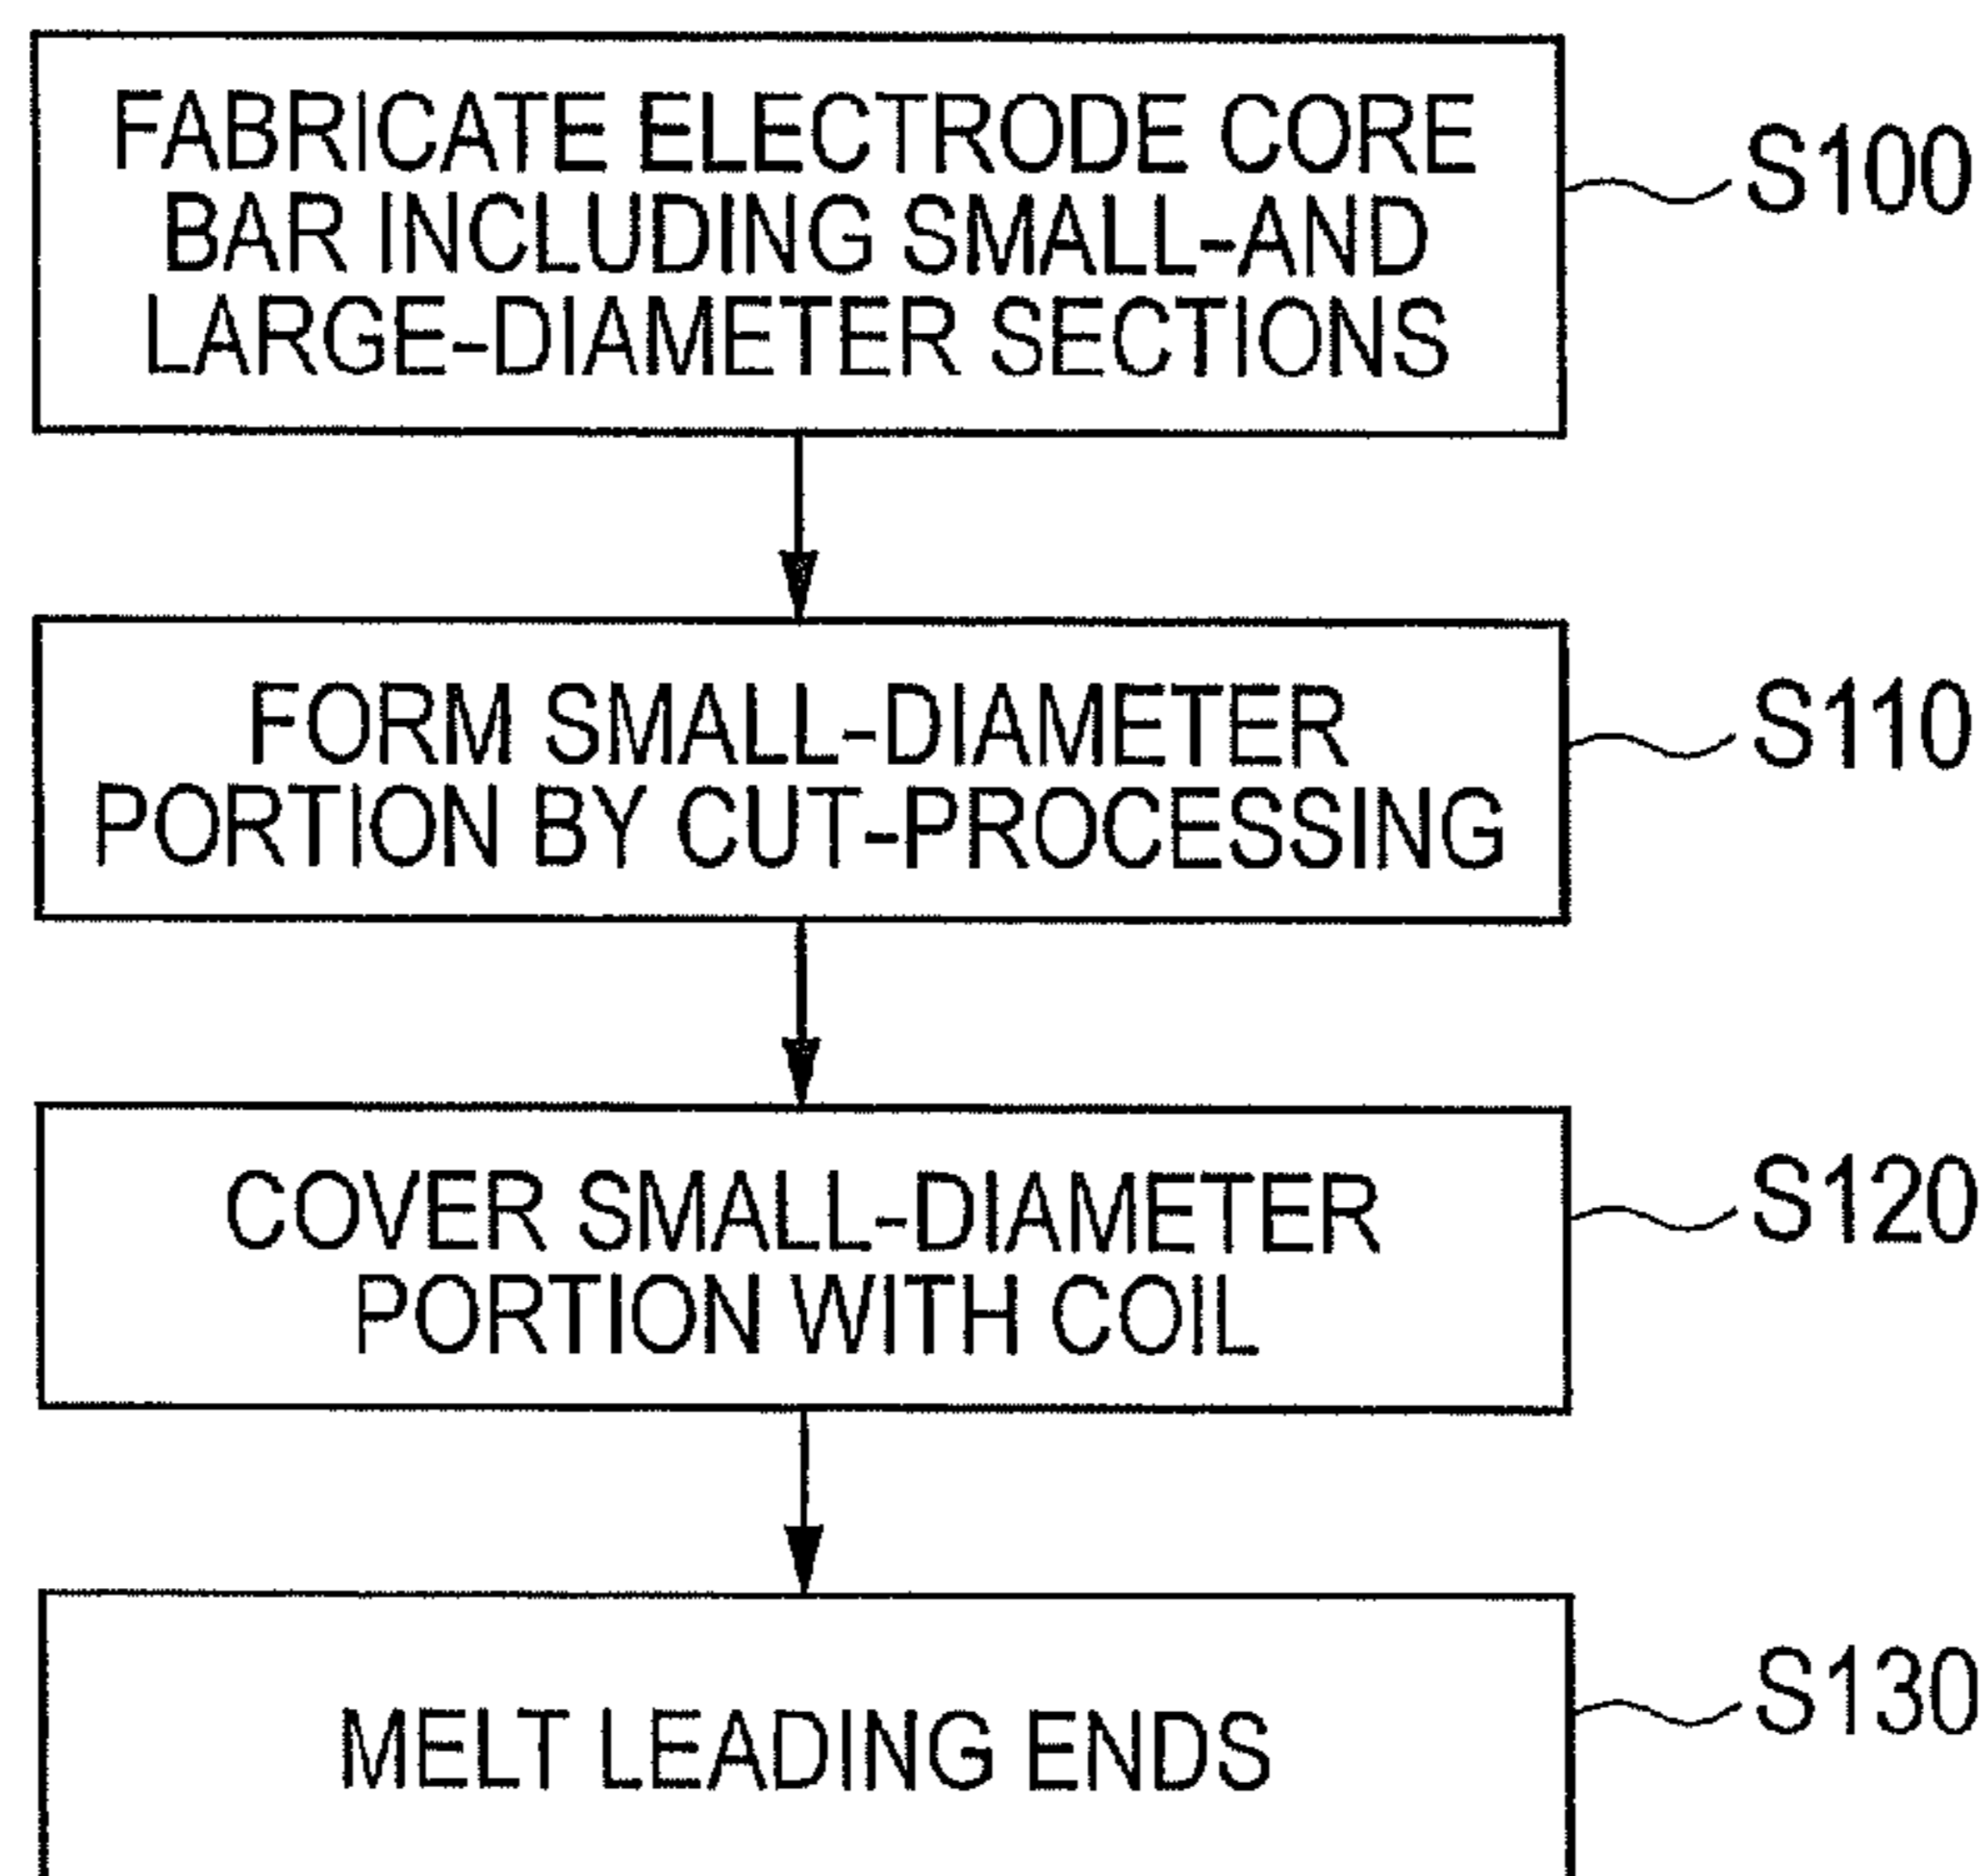 FABRICATE ELECTRODE CORE
BAR INCLUDING SMALL-AND
LARGE-DIAMETER SECTIONS
S100
FORM SMALL-DIAMETER
PORTION BY CUT-PROCESSING
S110
COVER SMALL-DIAMETER
PORTION WITH COIL
S120
MELT LEADING ENDS
S130